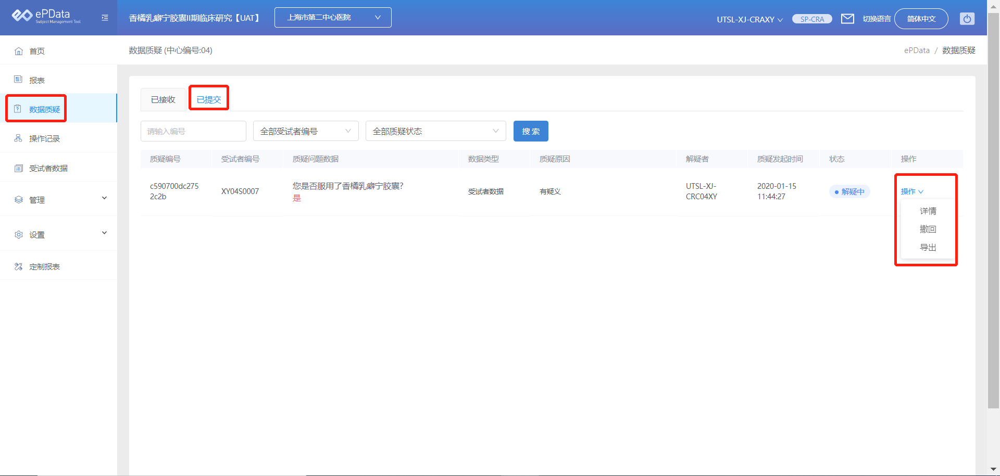 ePData
Subject Management Tool
香橘乳癖宁胶囊II期临床研究【UAT】
上海市第二中心医院
UTSL-XJ-CRAXY
SP-CRA
切换语言
简体中文
首页
报表
数据质疑
操作记录
受试者数据
管理
设置
定制报表
数据质疑 (中心编号:04)
ePData / 数据质疑
已接收
已提交
请输入编号
全部受试者编号
全部质疑状态
搜 索
质疑编号 受试者编号 质疑问题数据 数据类型 质疑原因 解疑者 质疑发起时间 状态 操作
c590700dc275
2c2b
XY04S0007
您是否服用了香橘乳癖宁胶囊?
是
受试者数据
有疑义
UTSL-XJ-
CRC04XY
2020-01-15
11:44:27
解疑中
操作
详情
撤回
导出